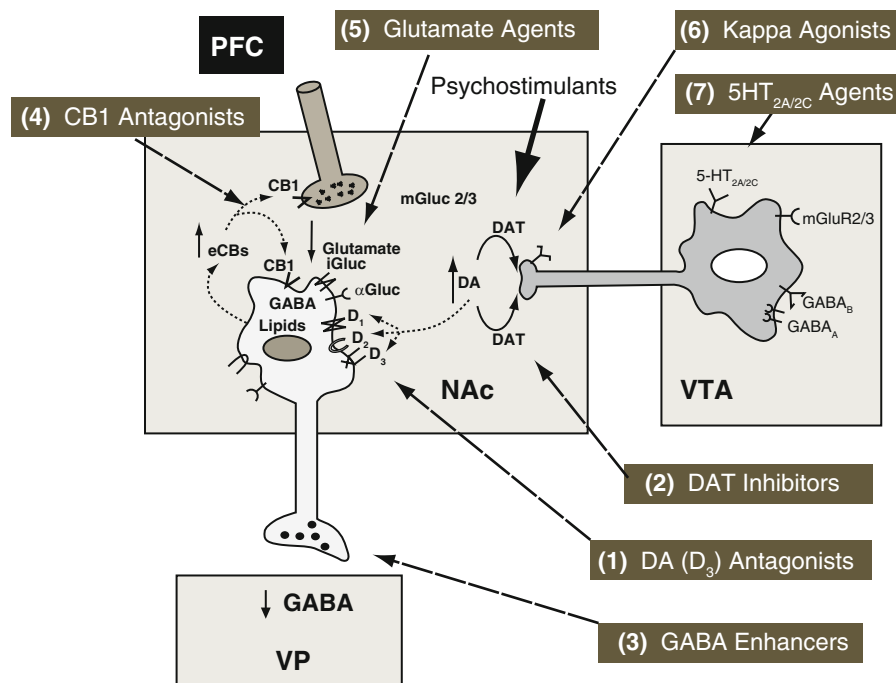 (5) Glutamate Agents
(6) Kappa Agonists
PFC
Psychostimulants
(7) 5HT2A/2C Agents
(4) CB1 Antagonists
5-HT2A/2C
CB1
mGluc 2/3
mGluR2/3
DAT
eCBs
Glutamate
iGluc
CB1
DA
αGluc
GABA
GABAB
D1
Lipids
GABAA
D2
DAT
D3
NAc
VTA
(2) DAT Inhibitors
(1) DA (D3) Antagonists
GABA
(3) GABA Enhancers
VP